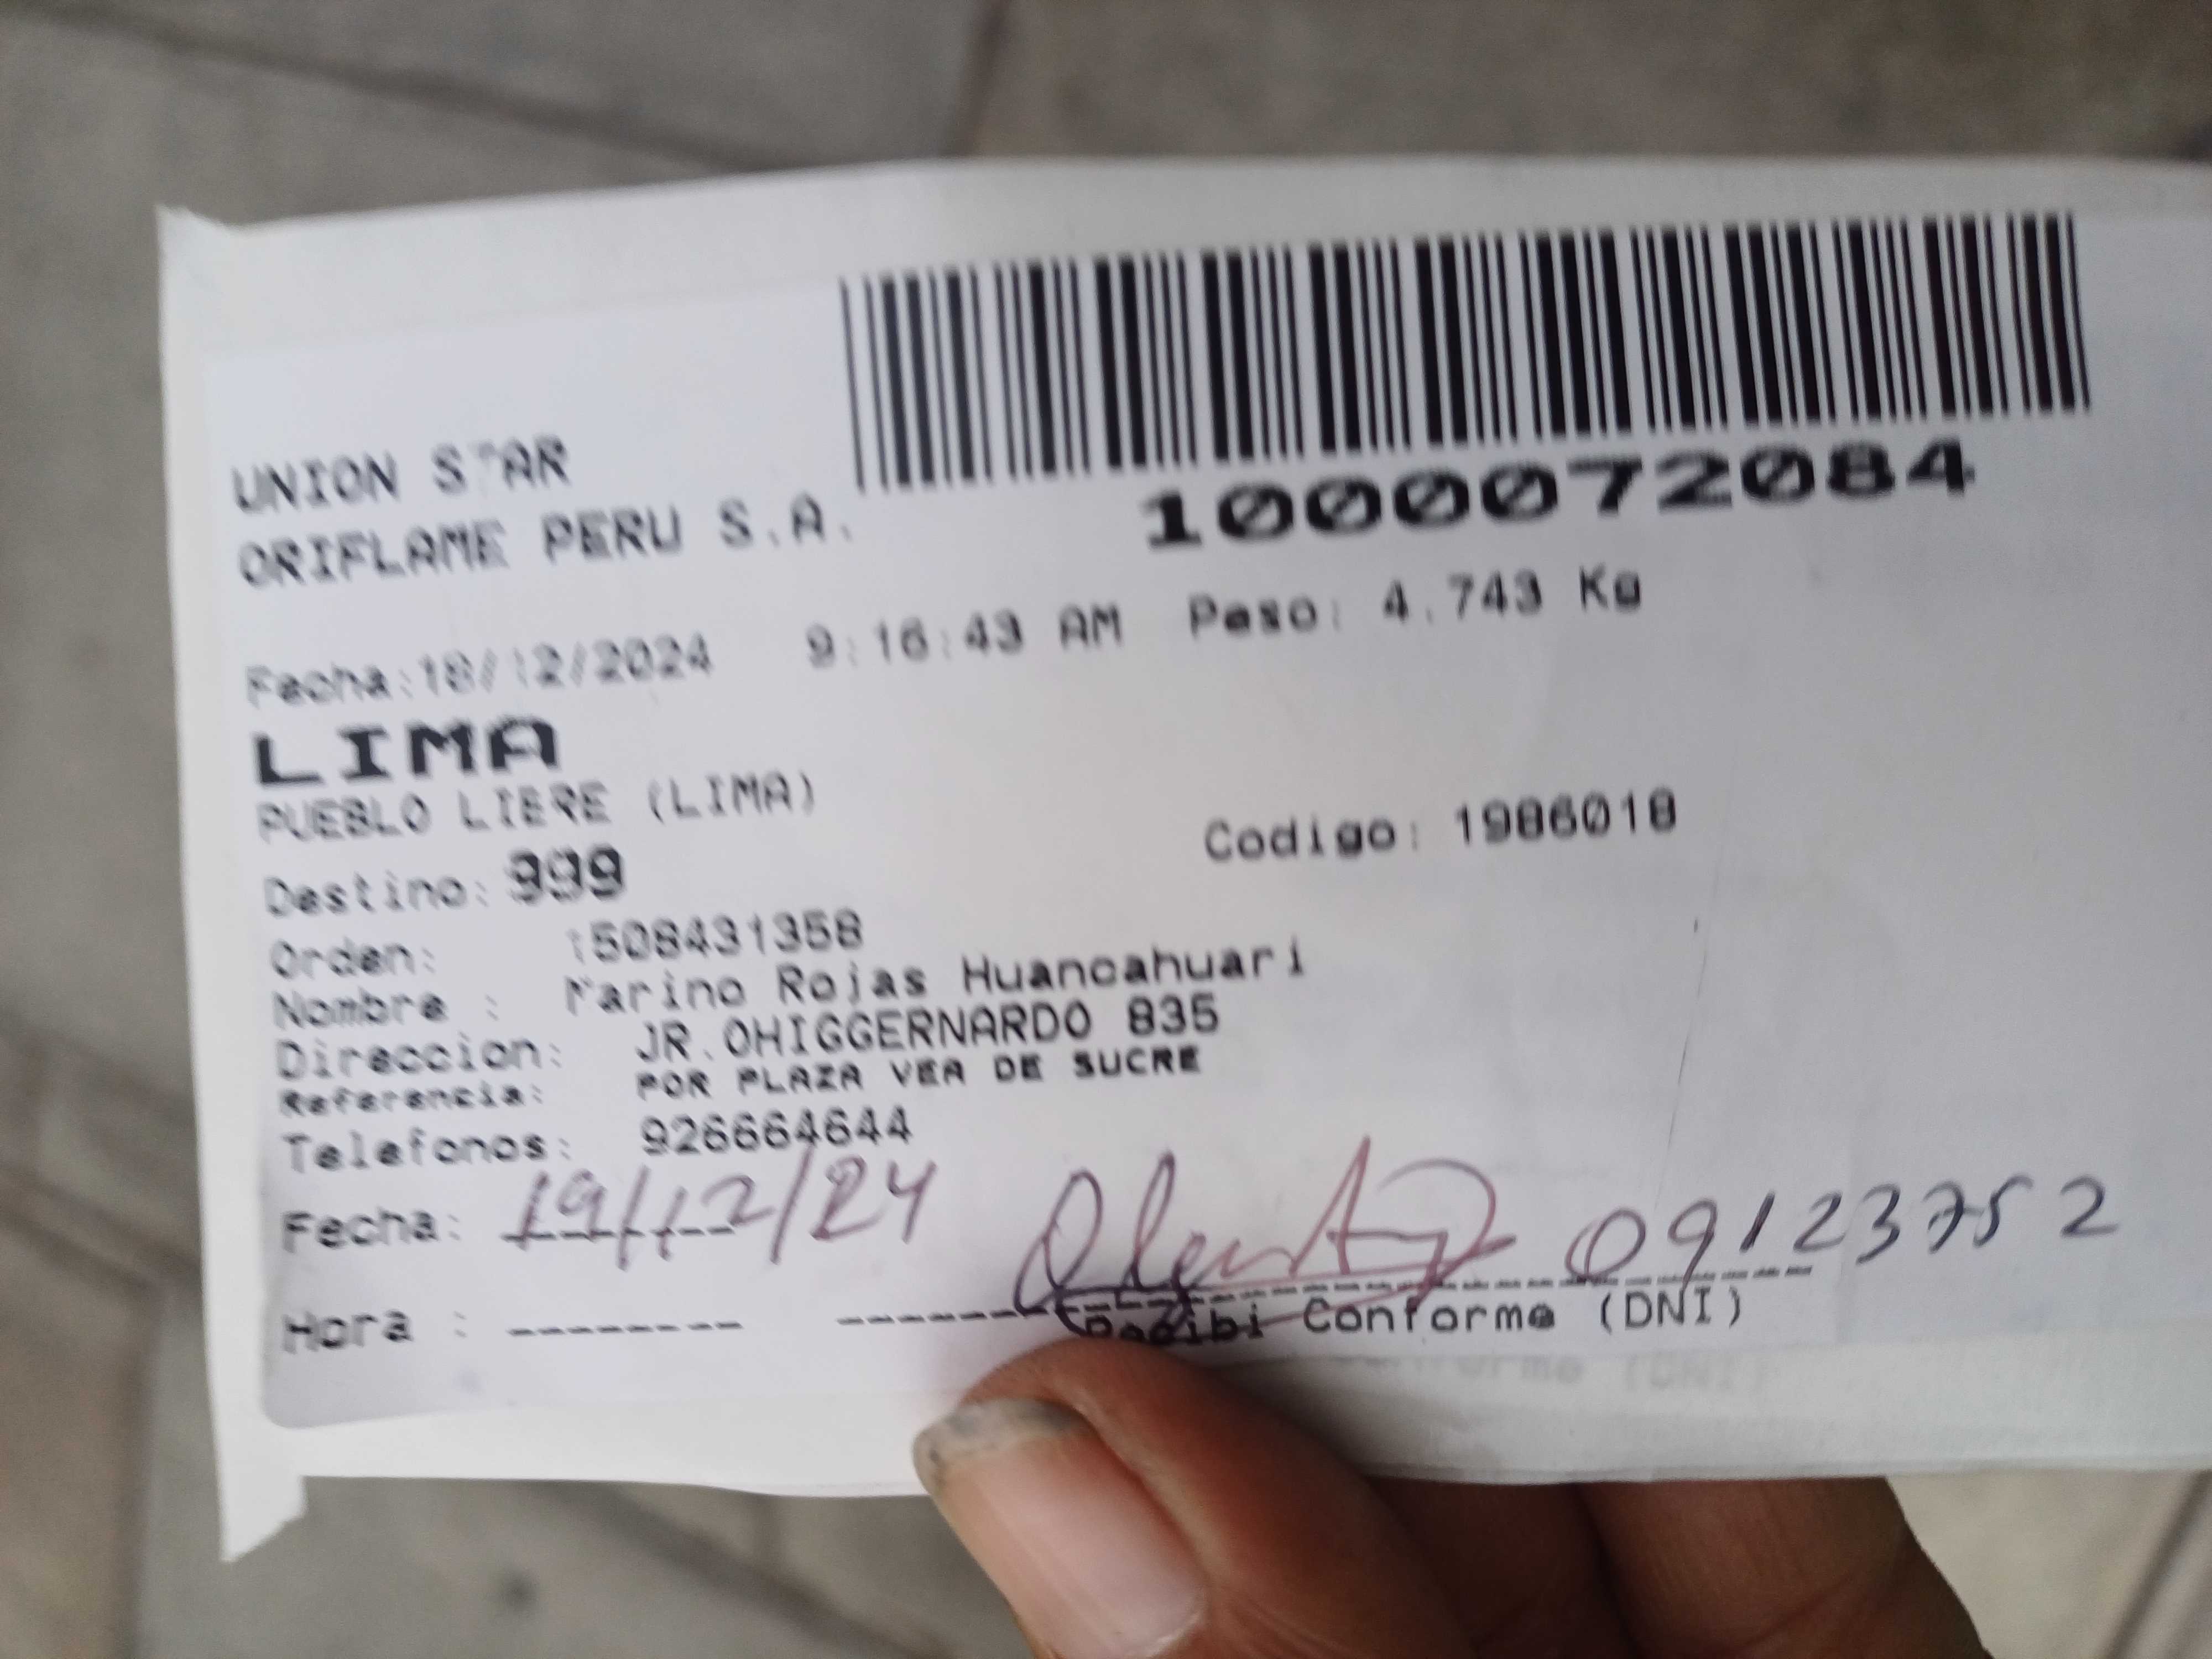 UNION STAR
ORIFLAME PERU S.A.
1000072084
Fecha:18/12/2024 9:16:43 AM Peso: 4.743 Kg
LIMA
PUEBLO LIBRE (LIMA)
Codigo: 1986018
Destino: 999
Orden: 1508431358
Nombre : Marino Rojas Huancahuari
Direccion: JR.OHIGGERNARDO 835
Referencia: POR PLAZA VEA DE SUCRE
Telefonos: 926664644
Fecha: 19/12/24
09123752
Hora :
Recibi Conforme (DNI)